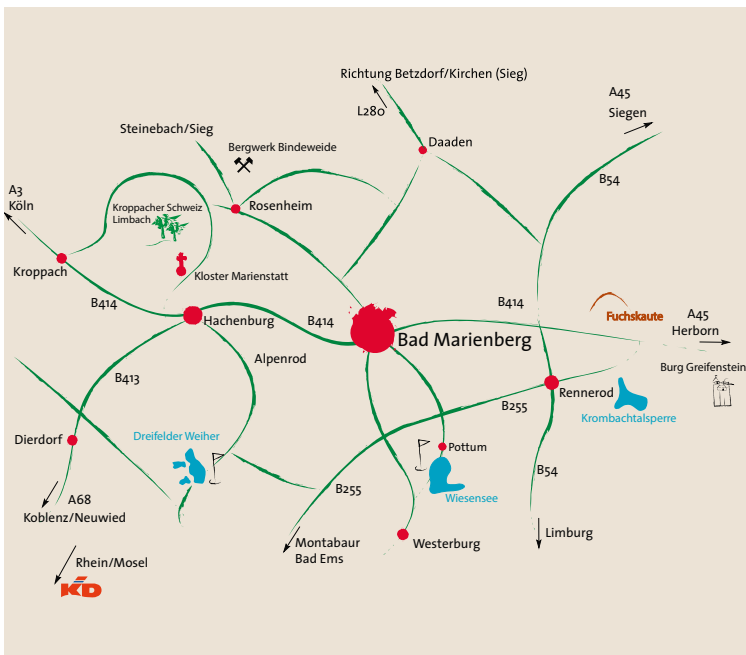 Richtung Betzdorf/Kirchen (Sieg)
A45
Siegen
L280
Steinebach/Sieg
Daaden
Bergwerk Bindeweide
B54
A3
Köln
Kroppacher Schweiz
Limbach
Rosenheim
Kroppach
Kloster Marienstatt
B414
B414
Fuchskaute
A45
Herborn
Hachenburg
B414
Bad Marienberg
Alpenrod
Burg Greifenstein
B413
Rennerod
B255
Krombachtalsperre
Dierdorf
Dreifelder Weiher
Pottum
B54
B255
Wiesensee
A68
Koblenz/Neuwied
Montabaur
Bad Ems
Westerburg
Limburg
Rhein/Mosel
KD